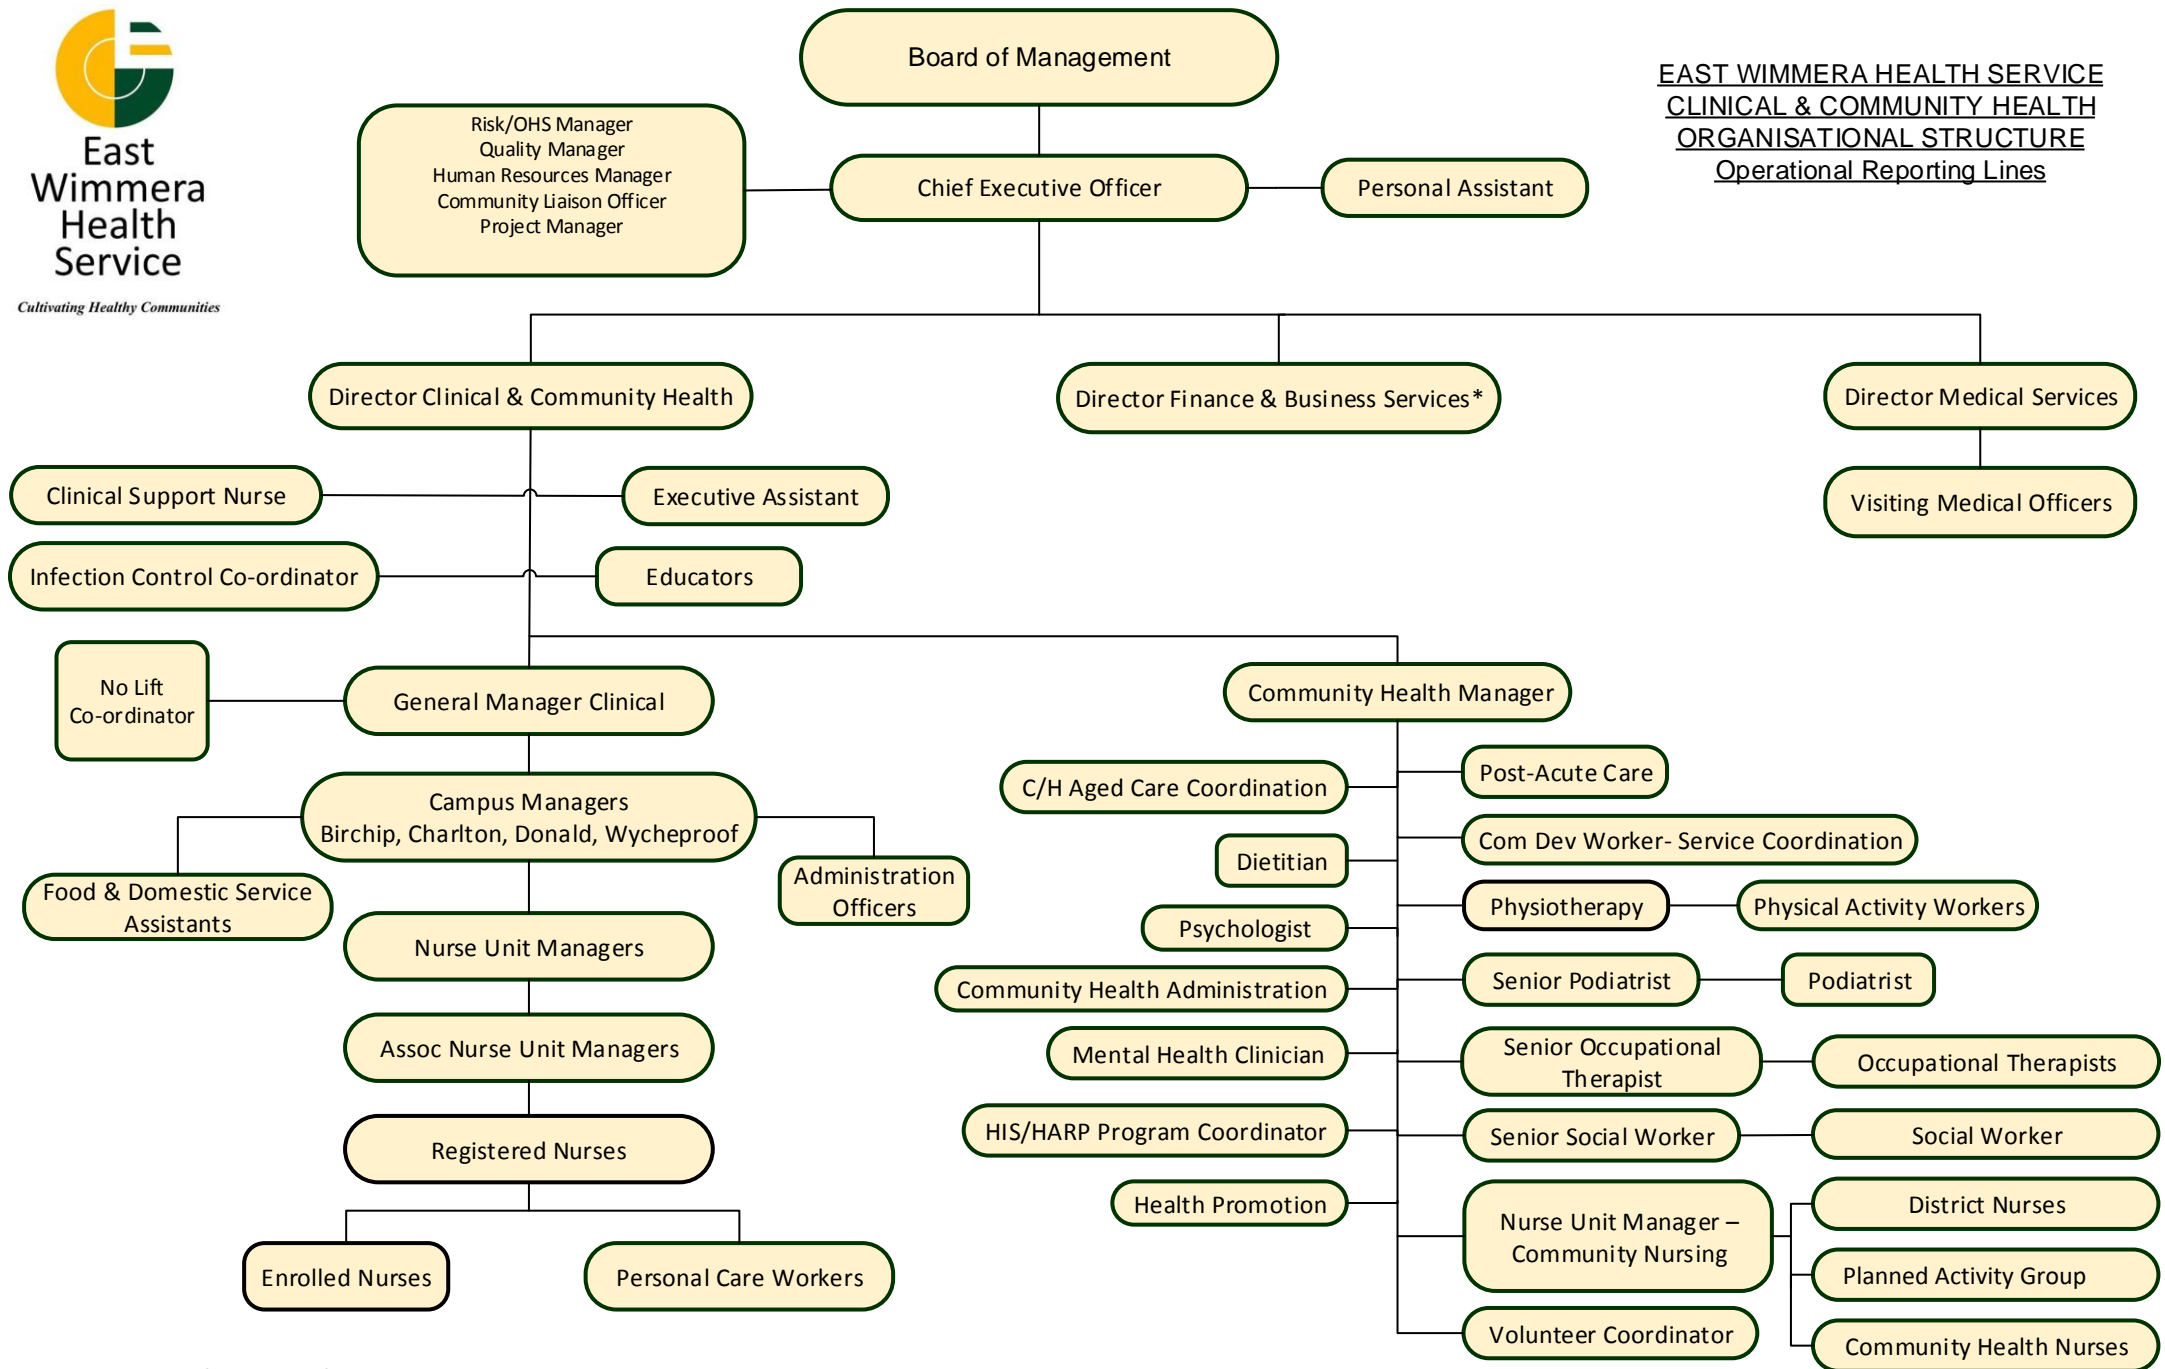 East
Wimmera
Health
Service
Cultivating Healthy Communities
EAST WIMMERA HEALTH SERVICE
CLINICAL & COMMUNITY HEALTH
ORGANISATIONAL STRUCTURE
Operational Reporting Lines
Board of Management
Risk/OHS Manager
Quality Manager
Human Resources Manager
Community Liaison Officer
Project Manager
Chief Executive Officer
Personal Assistant
Director Clinical & Community Health
Director Finance & Business Services*
Director Medical Services
Clinical Support Nurse
Executive Assistant
Visiting Medical Officers
Infection Control Co-ordinator
Educators
No Lift
Co-ordinator
General Manager Clinical
Campus Managers
Birchip, Charlton, Donald, Wycheproof
Food & Domestic Service
Assistants
Administration
Officers
Nurse Unit Managers
Assoc Nurse Unit Managers
Registered Nurses
Enrolled Nurses
Personal Care Workers
Community Health Manager
C/H Aged Care Coordination
Dietitian
Psychologist
Community Health Administration
Mental Health Clinician
HIS/HARP Program Coordinator
Health Promotion
Post-Acute Care
Com Dev Worker- Service Coordination
Physiotherapy
Physical Activity Workers
Senior Podiatrist
Podiatrist
Senior Occupational
Therapist
Occupational Therapists
Senior Social Worker
Social Worker
Nurse Unit Manager –
Community Nursing
District Nurses
Planned Activity Group
Community Health Nurses
Volunteer Coordinator